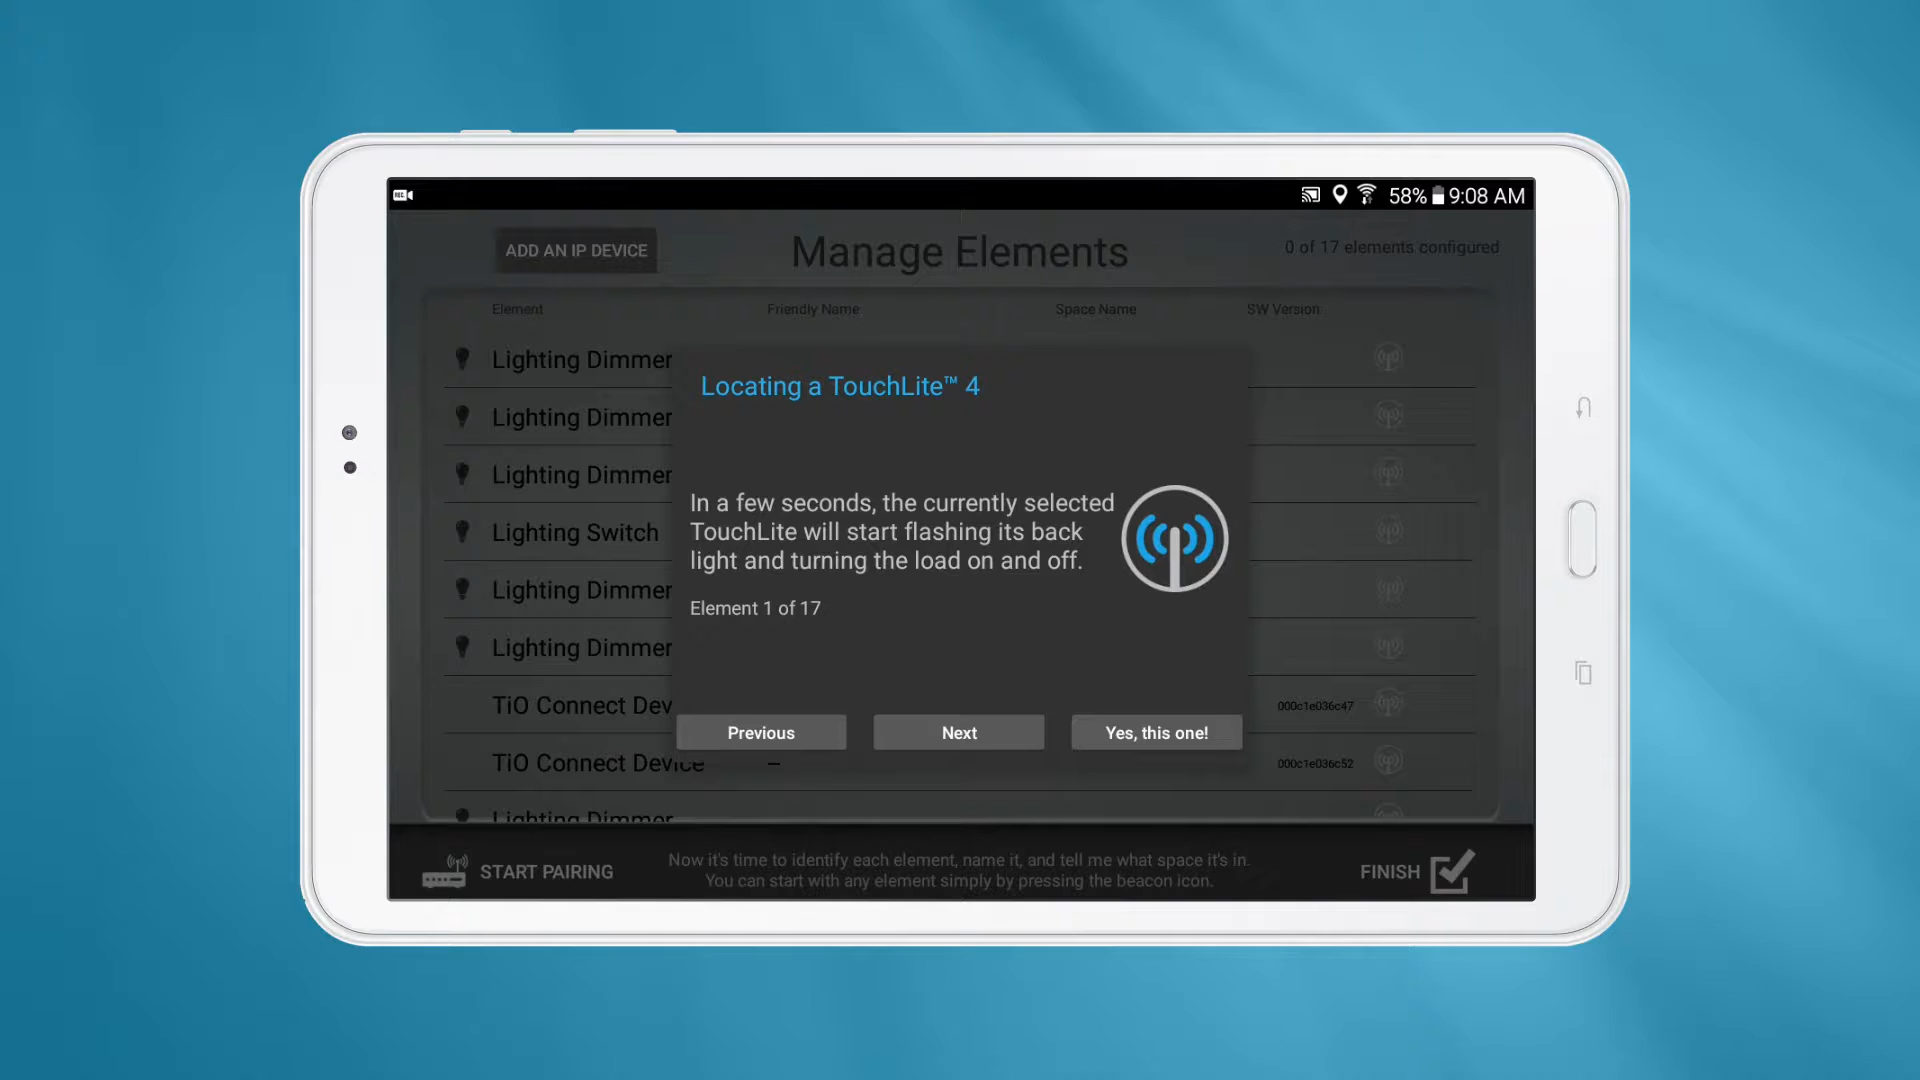 REC
58% 9:08 AM
ADD AN IP DEVICE
Manage Elements
0 of 17 elements configured
Element Friendly Name Space Name SW Version
Lighting Dimmer
Lighting Dimmer
Lighting Dimmer
Lighting Switch
Lighting Dimmer
Lighting Dimmer
TiO Connect Dev
000c1e036c47
TiO Connect Device –
000c1e036c52
Lighting Dimmer
Locating a TouchLite™ 4
In a few seconds, the currently selected
TouchLite will start flashing its back
light and turning the load on and off.
Element 1 of 17
Previous Next Yes, this one!
START PAIRING
Now it's time to identify each element, name it, and tell me what space it's in.
You can start with any element simply by pressing the beacon icon.
FINISH